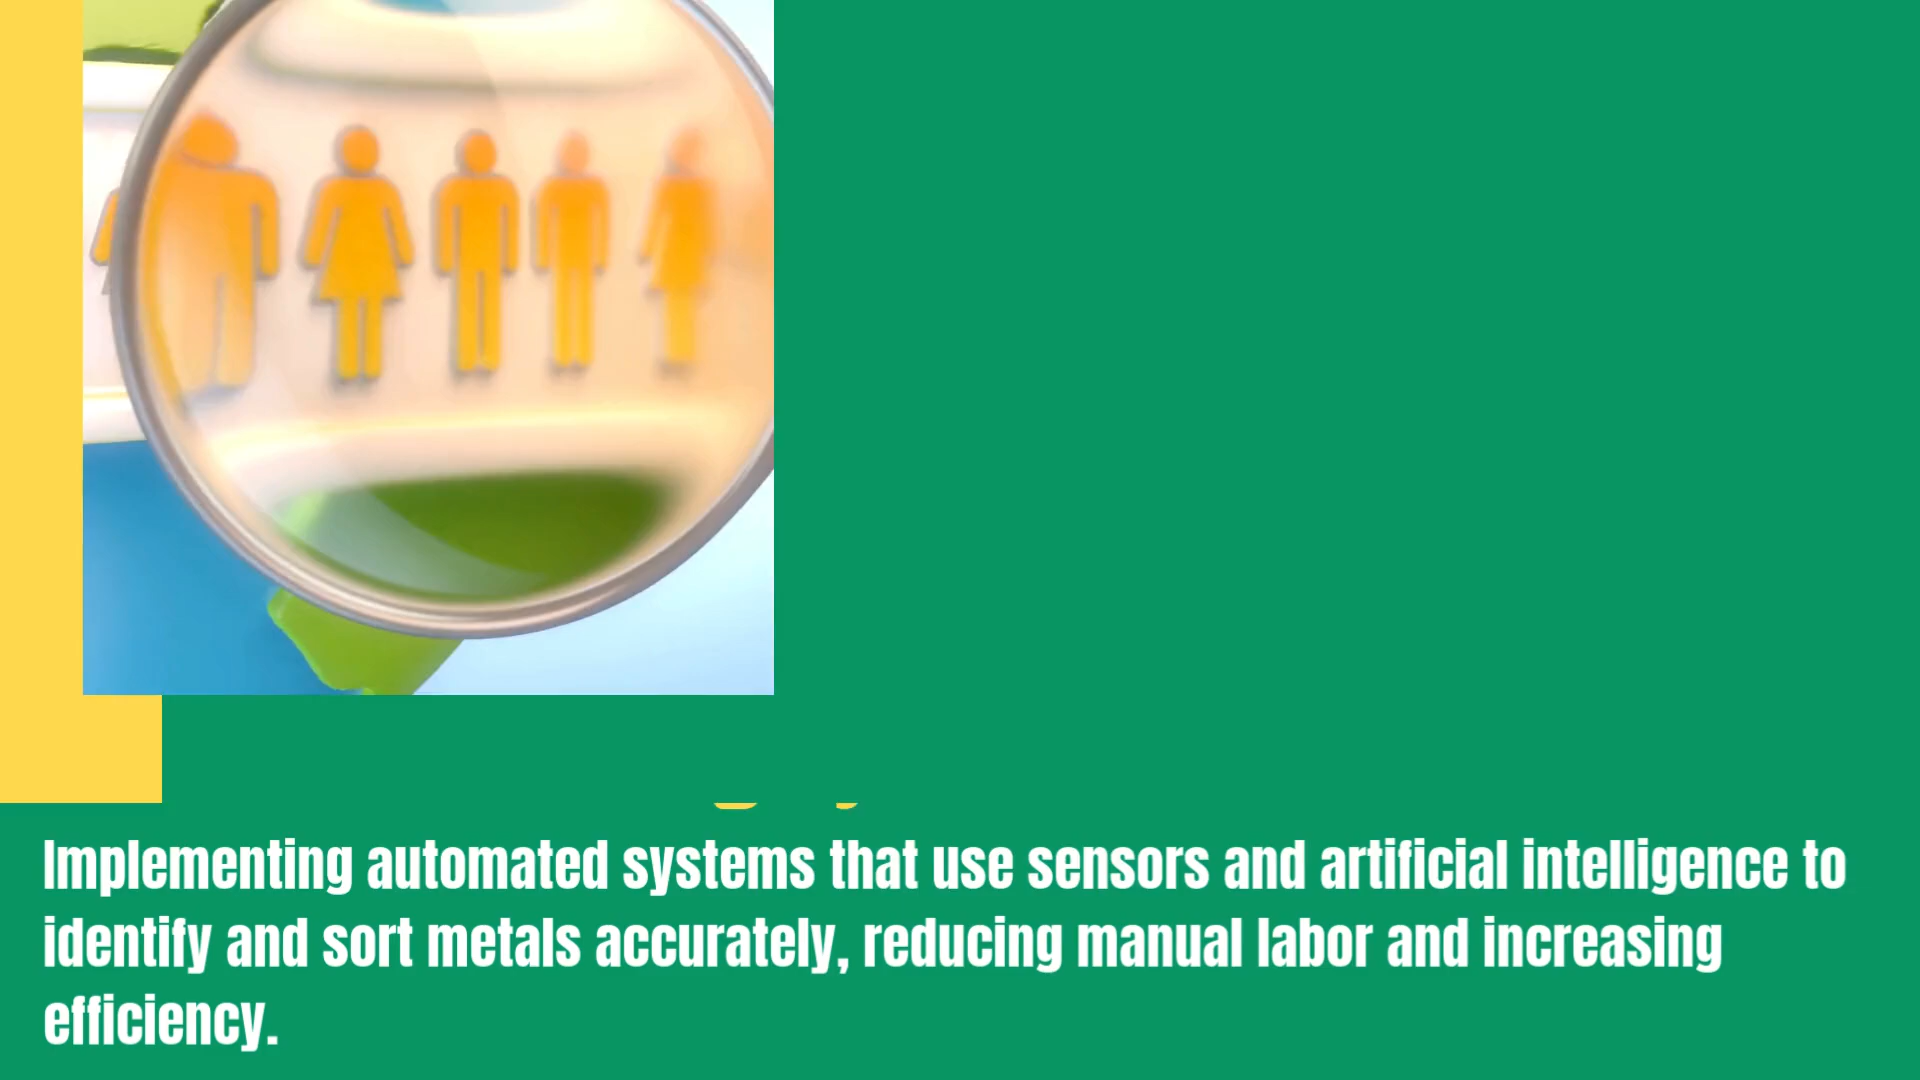 Implementing automated systems that use sensors and artificial intelligence to
identify and sort metals accurately, reducing manual labor and increasing
efficiency.